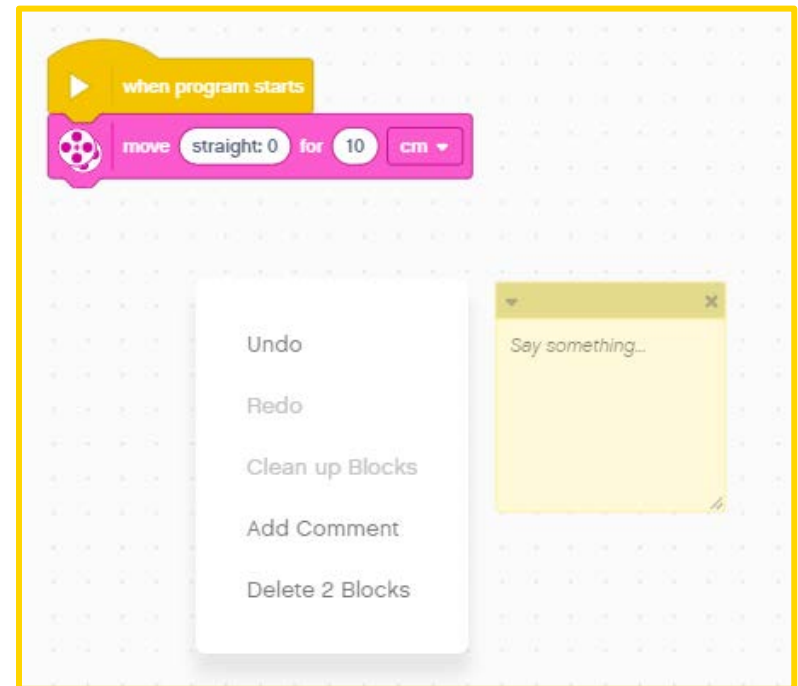 when program starts
move straight: 0 for 10 cm
Undo
Redo
Clean up Blocks
Add Comment
Delete 2 Blocks
Say something...